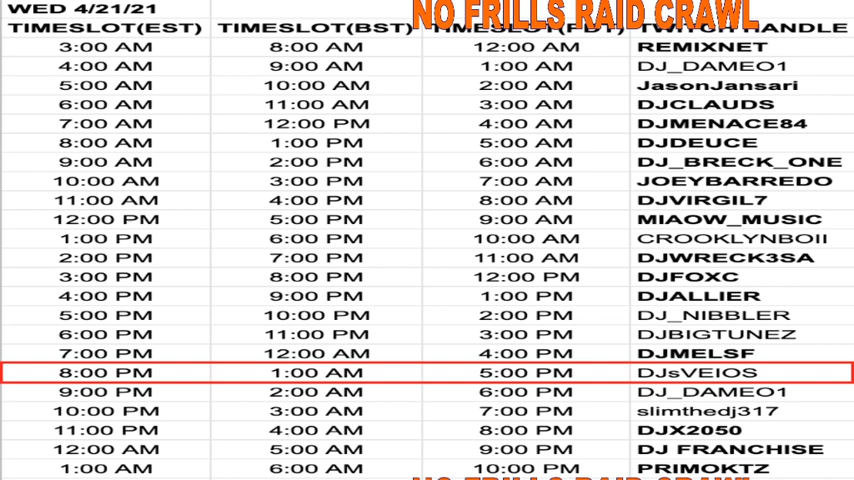 WED 4/21/21 NO FRILLS RAID CRAWL
TIMESLOT(EST) TIMESLOT(BST) TIMESLOT(PDT) TWITCH HANDLE
3:00 AM 8:00 AM 12:00 AM REMIXNET
4:00 AM 9:00 AM 1:00 AM DJ_DAMEO1
5:00 AM 10:00 AM 2:00 AM JasonJansari
6:00 AM 11:00 AM 3:00 AM DJCLAUDS
7:00 AM 12:00 PM 4:00 AM DJMENACE84
8:00 AM 1:00 PM 5:00 AM DJDEUCE
9:00 AM 2:00 PM 6:00 AM DJ_BRECK_ONE
10:00 AM 3:00 PM 7:00 AM JOEYBARREDO
11:00 AM 4:00 PM 8:00 AM DJVIRGIL7
12:00 PM 5:00 PM 9:00 AM MIAOW_MUSIC
1:00 PM 6:00 PM 10:00 AM CROOKLYNBOII
2:00 PM 7:00 PM 11:00 AM DJWRECK3SA
3:00 PM 8:00 PM 12:00 PM DJFOXC
4:00 PM 9:00 PM 1:00 PM DJALLIER
5:00 PM 10:00 PM 2:00 PM DJ_NIBBLER
6:00 PM 11:00 PM 3:00 PM DJBIGTUNEZ
7:00 PM 12:00 AM 4:00 PM DJMELSF
8:00 PM 1:00 AM 5:00 PM DJsVEIOS
9:00 PM 2:00 AM 6:00 PM DJ_DAMEO1
10:00 PM 3:00 AM 7:00 PM slimthedj317
11:00 PM 4:00 AM 8:00 PM DJX2050
12:00 AM 5:00 AM 9:00 PM DJ FRANCHISE
1:00 AM 6:00 AM 10:00 PM PRIMOKTZ
NO FRILLS RAID CRAWL